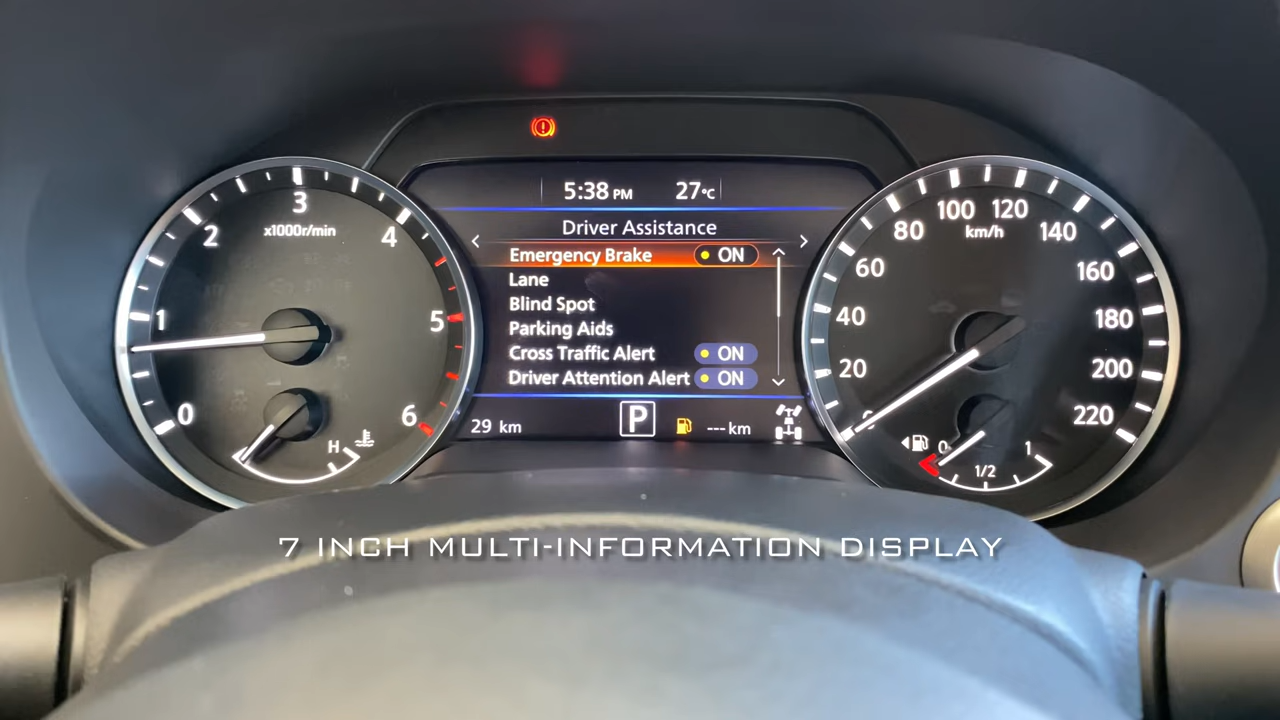 5:38 PM 27°C
Driver Assistance
Emergency Brake ON
Lane
Blind Spot
Parking Aids
Cross Traffic Alert ON
Driver Attention Alert ON
29 km P ---km
0 1 2 3 4 5 6
x1000r/min
H
0 20 40 60 80 100 120 140 160 180 200 220
km/h
0 1/2 1
7 INCH MULTI-INFORMATION DISPLAY